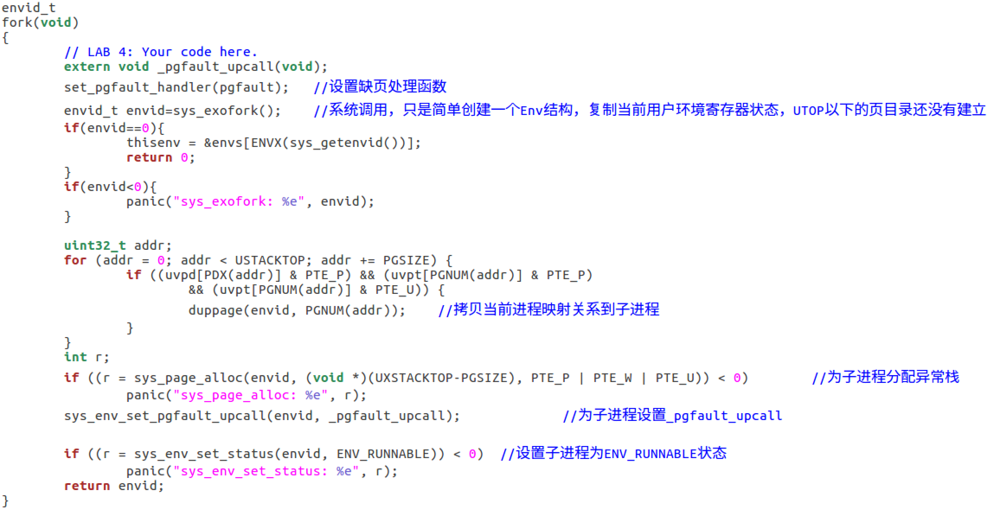 envid_t
fork(void)
{
        // LAB 4: Your code here.
        extern void _pgfault_upcall(void);
        set_pgfault_handler(pgfault);   //设置缺页处理函数
        envid_t envid=sys_exofork();    //系统调用，只是简单创建一个Env结构，复制当前用户环境寄存器状态，UTOP以下的页目录还没有建立
        if(envid==0){
                thisenv = &envs[ENVX(sys_getenvid())];
                return 0;
        }
        if(envid<0){
                panic("sys_exofork: %e", envid);
        }

        uint32_t addr;
        for (addr = 0; addr < USTACKTOP; addr += PGSIZE) {
                if ((uvpd[PDX(addr)] & PTE_P) && (uvpt[PGNUM(addr)] & PTE_P)
                        && (uvpt[PGNUM(addr)] & PTE_U)) {
                        duppage(envid, PGNUM(addr));    //拷贝当前进程映射关系到子进程
                }
        }
        int r;
        if ((r = sys_page_alloc(envid, (void *)(UXSTACKTOP-PGSIZE), PTE_P | PTE_W | PTE_U)) < 0)        //为子进程分配异常栈
                panic("sys_page_alloc: %e", r);
        sys_env_set_pgfault_upcall(envid, _pgfault_upcall);             //为子进程设置_pgfault_upcall

        if ((r = sys_env_set_status(envid, ENV_RUNNABLE)) < 0)  //设置子进程为ENV_RUNNABLE状态
                panic("sys_env_set_status: %e", r);
        return envid;
}